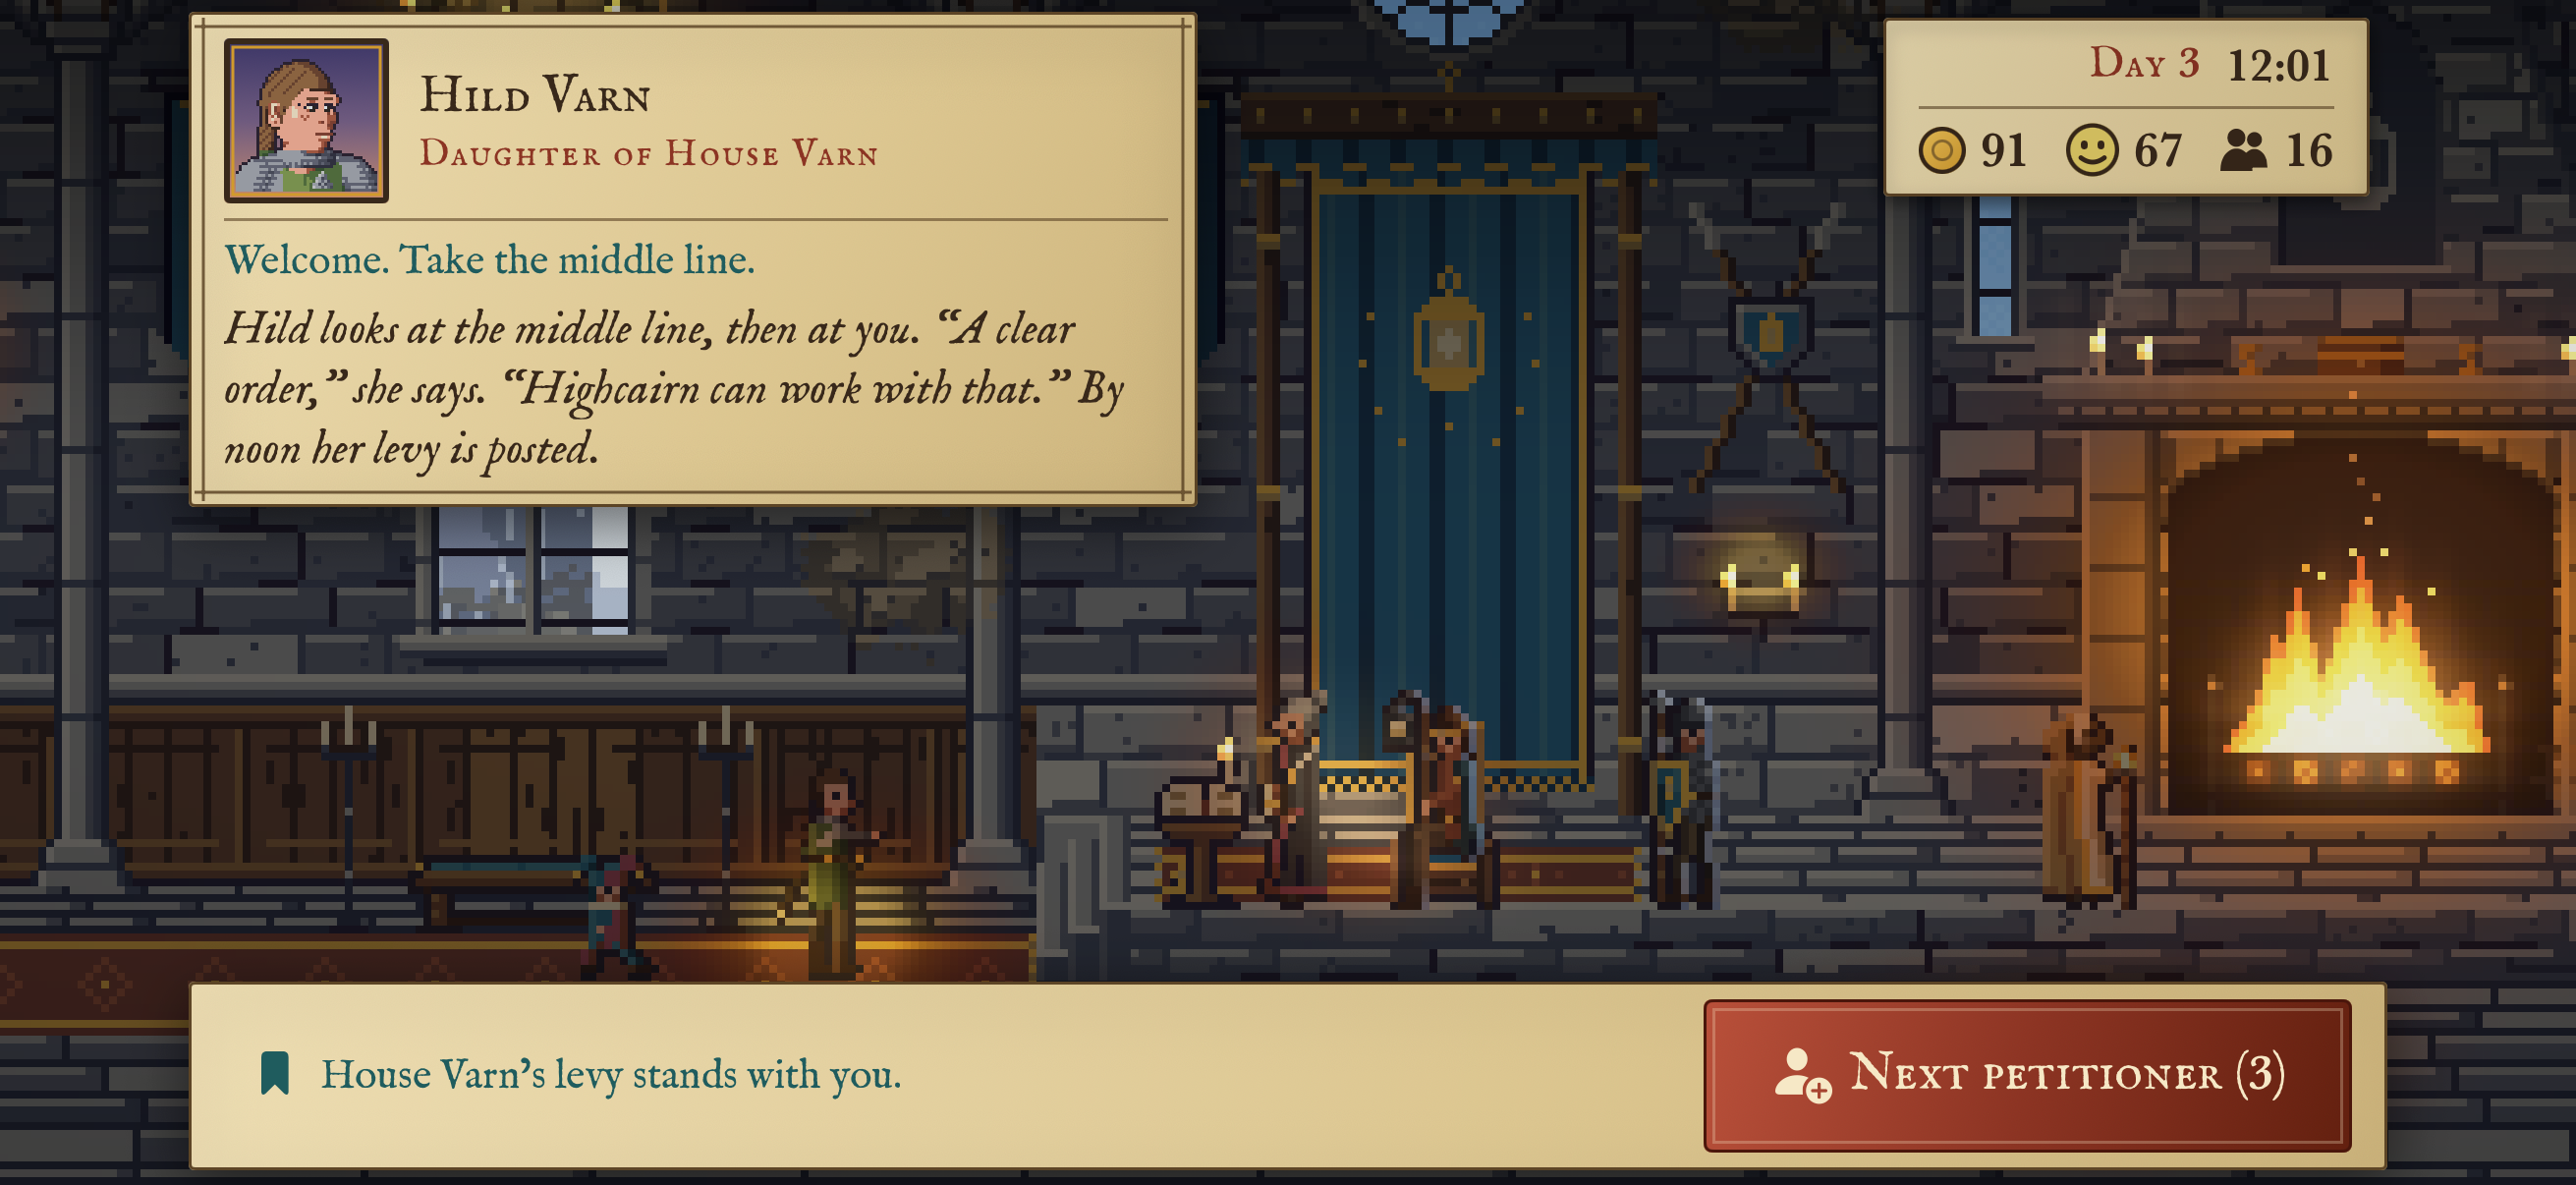 Hild Varn
Daughter of House Varn
Welcome. Take the middle line.
Hild looks at the middle line, then at you. “A clear
order,” she says. “Highcairn can work with that.” By
noon her levy is posted.
Day 3 12:01
91 67 16
House Varn’s levy stands with you.
Next petitioner (3)